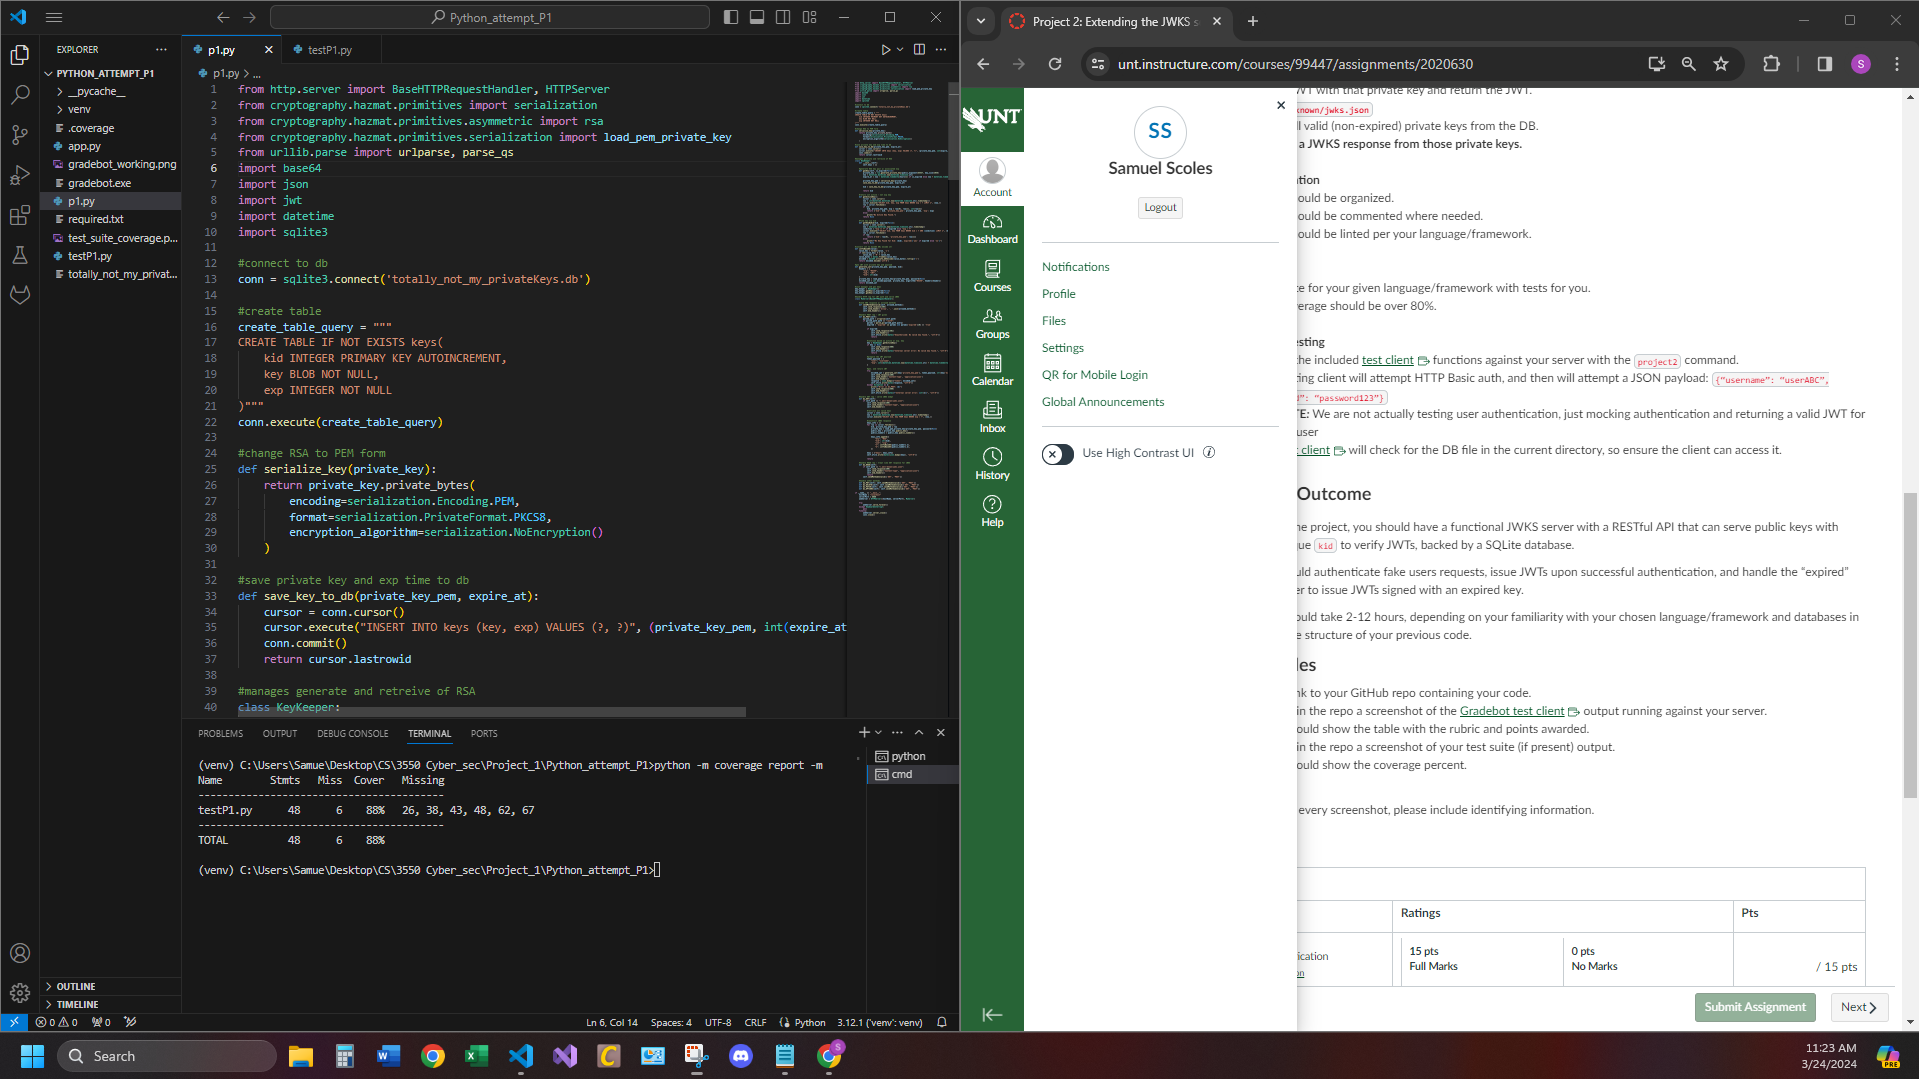 Python_attempt_P1
EXPLORER
PYTHON_ATTEMPT_P1
__pycache__
venv
.coverage
app.py
gradebot_working.png
gradebot.exe
p1.py
required.txt
test_suite_coverage.p...
testP1.py
totally_not_my_privat...
OUTLINE
TIMELINE
p1.py
testP1.py
p1.py > ...
1 from http.server import BaseHTTPRequestHandler, HTTPServer
2 from cryptography.hazmat.primitives import serialization
3 from cryptography.hazmat.primitives.asymmetric import rsa
4 from cryptography.hazmat.primitives.serialization import load_pem_private_key
5 from urllib.parse import urlparse, parse_qs
6 import base64
7 import json
8 import jwt
9 import datetime
10 import sqlite3
11
12 #connect to db
13 conn = sqlite3.connect('totally_not_my_privateKeys.db')
14
15 #create table
16 create_table_query = """
17 CREATE TABLE IF NOT EXISTS keys(
18 kid INTEGER PRIMARY KEY AUTOINCREMENT,
19 key BLOB NOT NULL,
20 exp INTEGER NOT NULL
21 )"""
22 conn.execute(create_table_query)
23
24 #change RSA to PEM form
25 def serialize_key(private_key):
26 return private_key.private_bytes(
27 encoding=serialization.Encoding.PEM,
28 format=serialization.PrivateFormat.PKCS8,
29 encryption_algorithm=serialization.NoEncryption()
30 )
31
32 #save private key and exp time to db
33 def save_key_to_db(private_key_pem, expire_at):
34 cursor = conn.cursor()
35 cursor.execute("INSERT INTO keys (key, exp) VALUES (?, ?)", (private_key_pem, int(expire_at
36 conn.commit()
37 return cursor.lastrowid
38
39 #manages generate and retreive of RSA
40 class KeyKeeper:
PROBLEMS OUTPUT DEBUG CONSOLE TERMINAL PORTS
python
cmd
(venv) C:\Users\Samue\Desktop\CS\3550 Cyber_sec\Project_1\Python_attempt_P1>python -m coverage report -m
Name Stmts Miss Cover Missing
------------------------------------------
testP1.py 48 6 88% 26, 38, 43, 48, 62, 67
------------------------------------------
TOTAL 48 6 88%
(venv) C:\Users\Samue\Desktop\CS\3550 Cyber_sec\Project_1\Python_attempt_P1>
0 0 0 Ln 6, Col 14 Spaces: 4 UTF-8 CRLF Python 3.12.1 ('venv': venv)
Project 2: Extending the JWKS s
unt.instructure.com/courses/99447/assignments/2020630
S
UNT
Account
Dashboard
Courses
Groups
Calendar
Inbox
History
Help
SS
Samuel Scoles
Logout
Notifications
Profile
Files
Settings
QR for Mobile Login
Global Announcements
Use High Contrast UI
WT with that private key and return the JWT.
known/jwks.json
ll valid (non-expired) private keys from the DB.
a JWKS response from those private keys.
tion
ould be organized.
ould be commented where needed.
ould be linted per your language/framework.
te for your given language/framework with tests for you.
erage should be over 80%.
sting
the included test client functions against your server with the project2 command.
ing client will attempt HTTP Basic auth, and then will attempt a JSON payload: {"username": "userABC",
d": "password123"}
TE: We are not actually testing user authentication, just mocking authentication and returning a valid JWT for
user
t client will check for the DB file in the current directory, so ensure the client can access it.
Outcome
he project, you should have a functional JWKS server with a RESTful API that can serve public keys with
que kid to verify JWTs, backed by a SQLite database.
uld authenticate fake users requests, issue JWTs upon successful authentication, and handle the “expired”
er to issue JWTs signed with an expired key.
ould take 2-12 hours, depending on your familiarity with your chosen language/framework and databases in
e structure of your previous code.
les
nk to your GitHub repo containing your code.
in the repo a screenshot of the Gradebot test client output running against your server.
ould show the table with the rubric and points awarded.
in the repo a screenshot of your test suite (if present) output.
ould show the coverage percent.
every screenshot, please include identifying information.
Ratings Pts
ication
on
15 pts
Full Marks
0 pts
No Marks
/ 15 pts
Submit Assignment
Next
Search
S
PRE
11:23 AM
3/24/2024